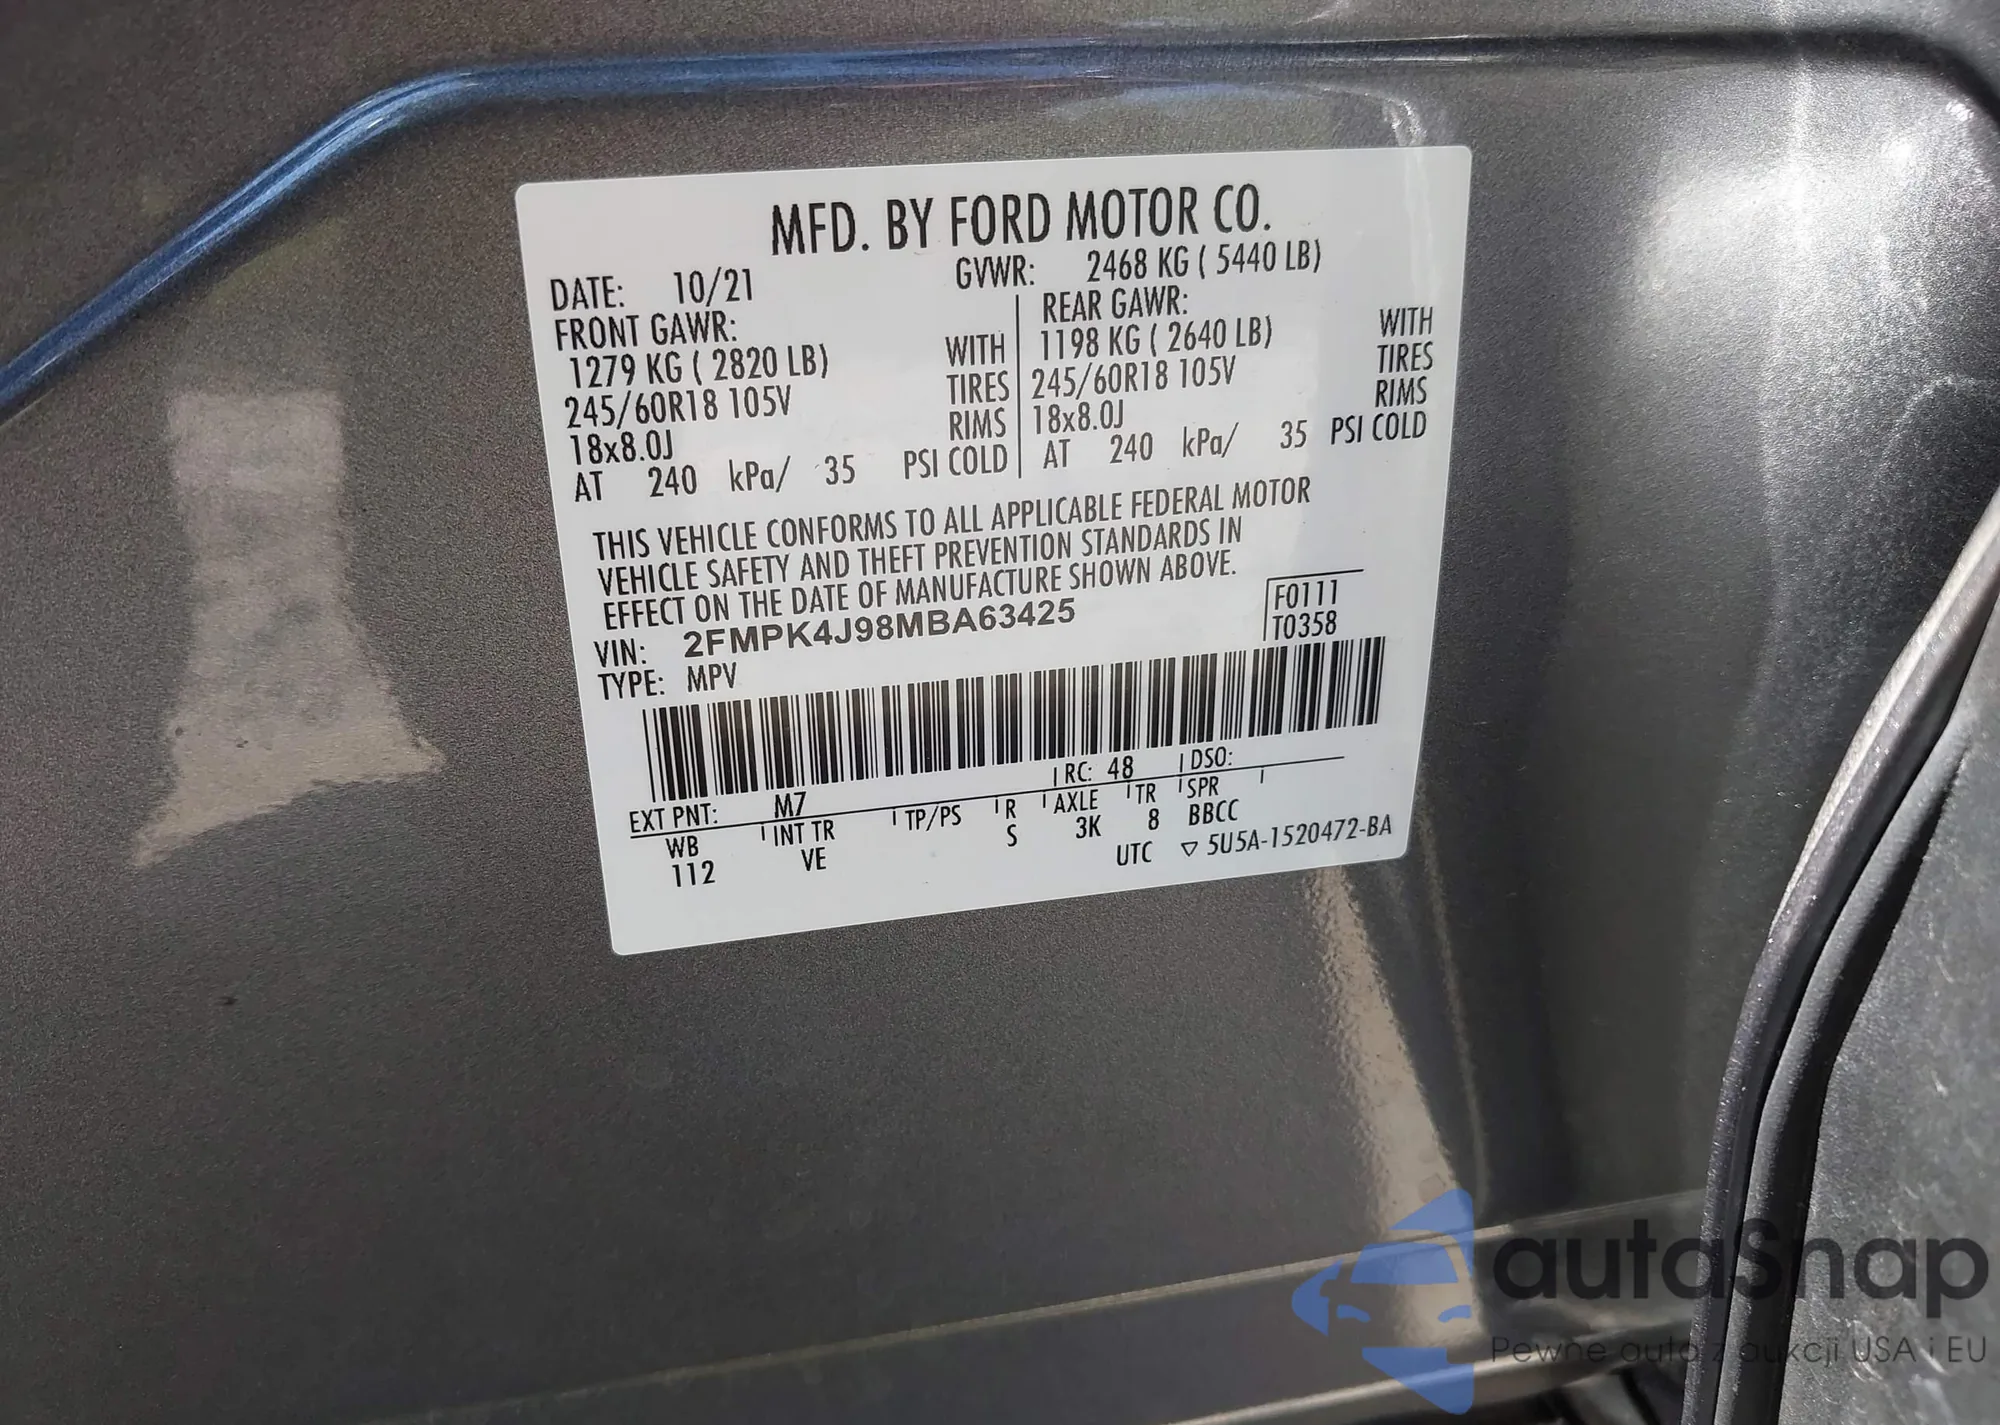 MFD. BY FORD MOTOR CO.
DATE: 10/21 GVWR: 2468 KG ( 5440 LB)
FRONT GAWR: REAR GAWR:
1279 KG ( 2820 LB) WITH 1198 KG ( 2640 LB) WITH
245/60R18 105V TIRES 245/60R18 105V TIRES
18x8.0J RIMS 18x8.0J RIMS
AT 240 kPa/ 35 PSI COLD AT 240 kPa/ 35 PSI COLD
THIS VEHICLE CONFORMS TO ALL APPLICABLE FEDERAL MOTOR
VEHICLE SAFETY AND THEFT PREVENTION STANDARDS IN
EFFECT ON THE DATE OF MANUFACTURE SHOWN ABOVE.
VIN: 2FMPK4J98MBA63425 F0111
TYPE: MPV T0358
EXT PNT: M7 RC: 48 DSO:
WB INT TR TP/PS R AXLE TR SPR
112 VE S 3K 8 BBCC
UTC ▽ 5U5A-1520472-BA
autaSnap
Pewne auto z aukcji USA i EU